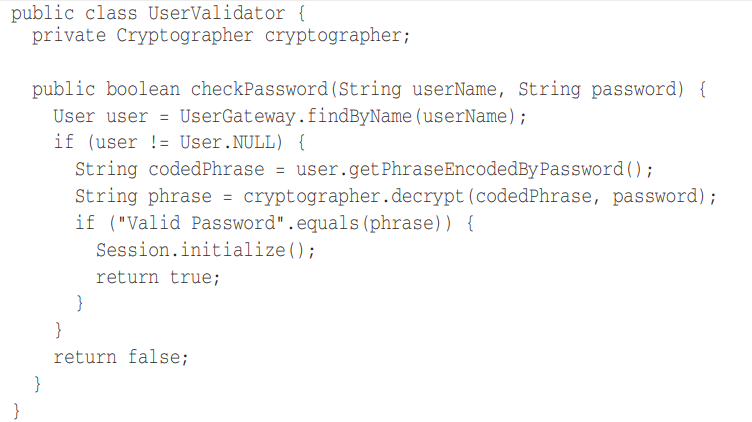 public class UserValidator {
  private Cryptographer cryptographer;

  public boolean checkPassword(String userName, String password) {
    User user = UserGateway.findByName(userName);
    if (user != User.NULL) {
      String codedPhrase = user.getPhraseEncodedByPassword();
      String phrase = cryptographer.decrypt(codedPhrase, password);
      if ("Valid Password".equals(phrase)) {
        Session.initialize();
        return true;
      }
    }
    return false;
  }
}